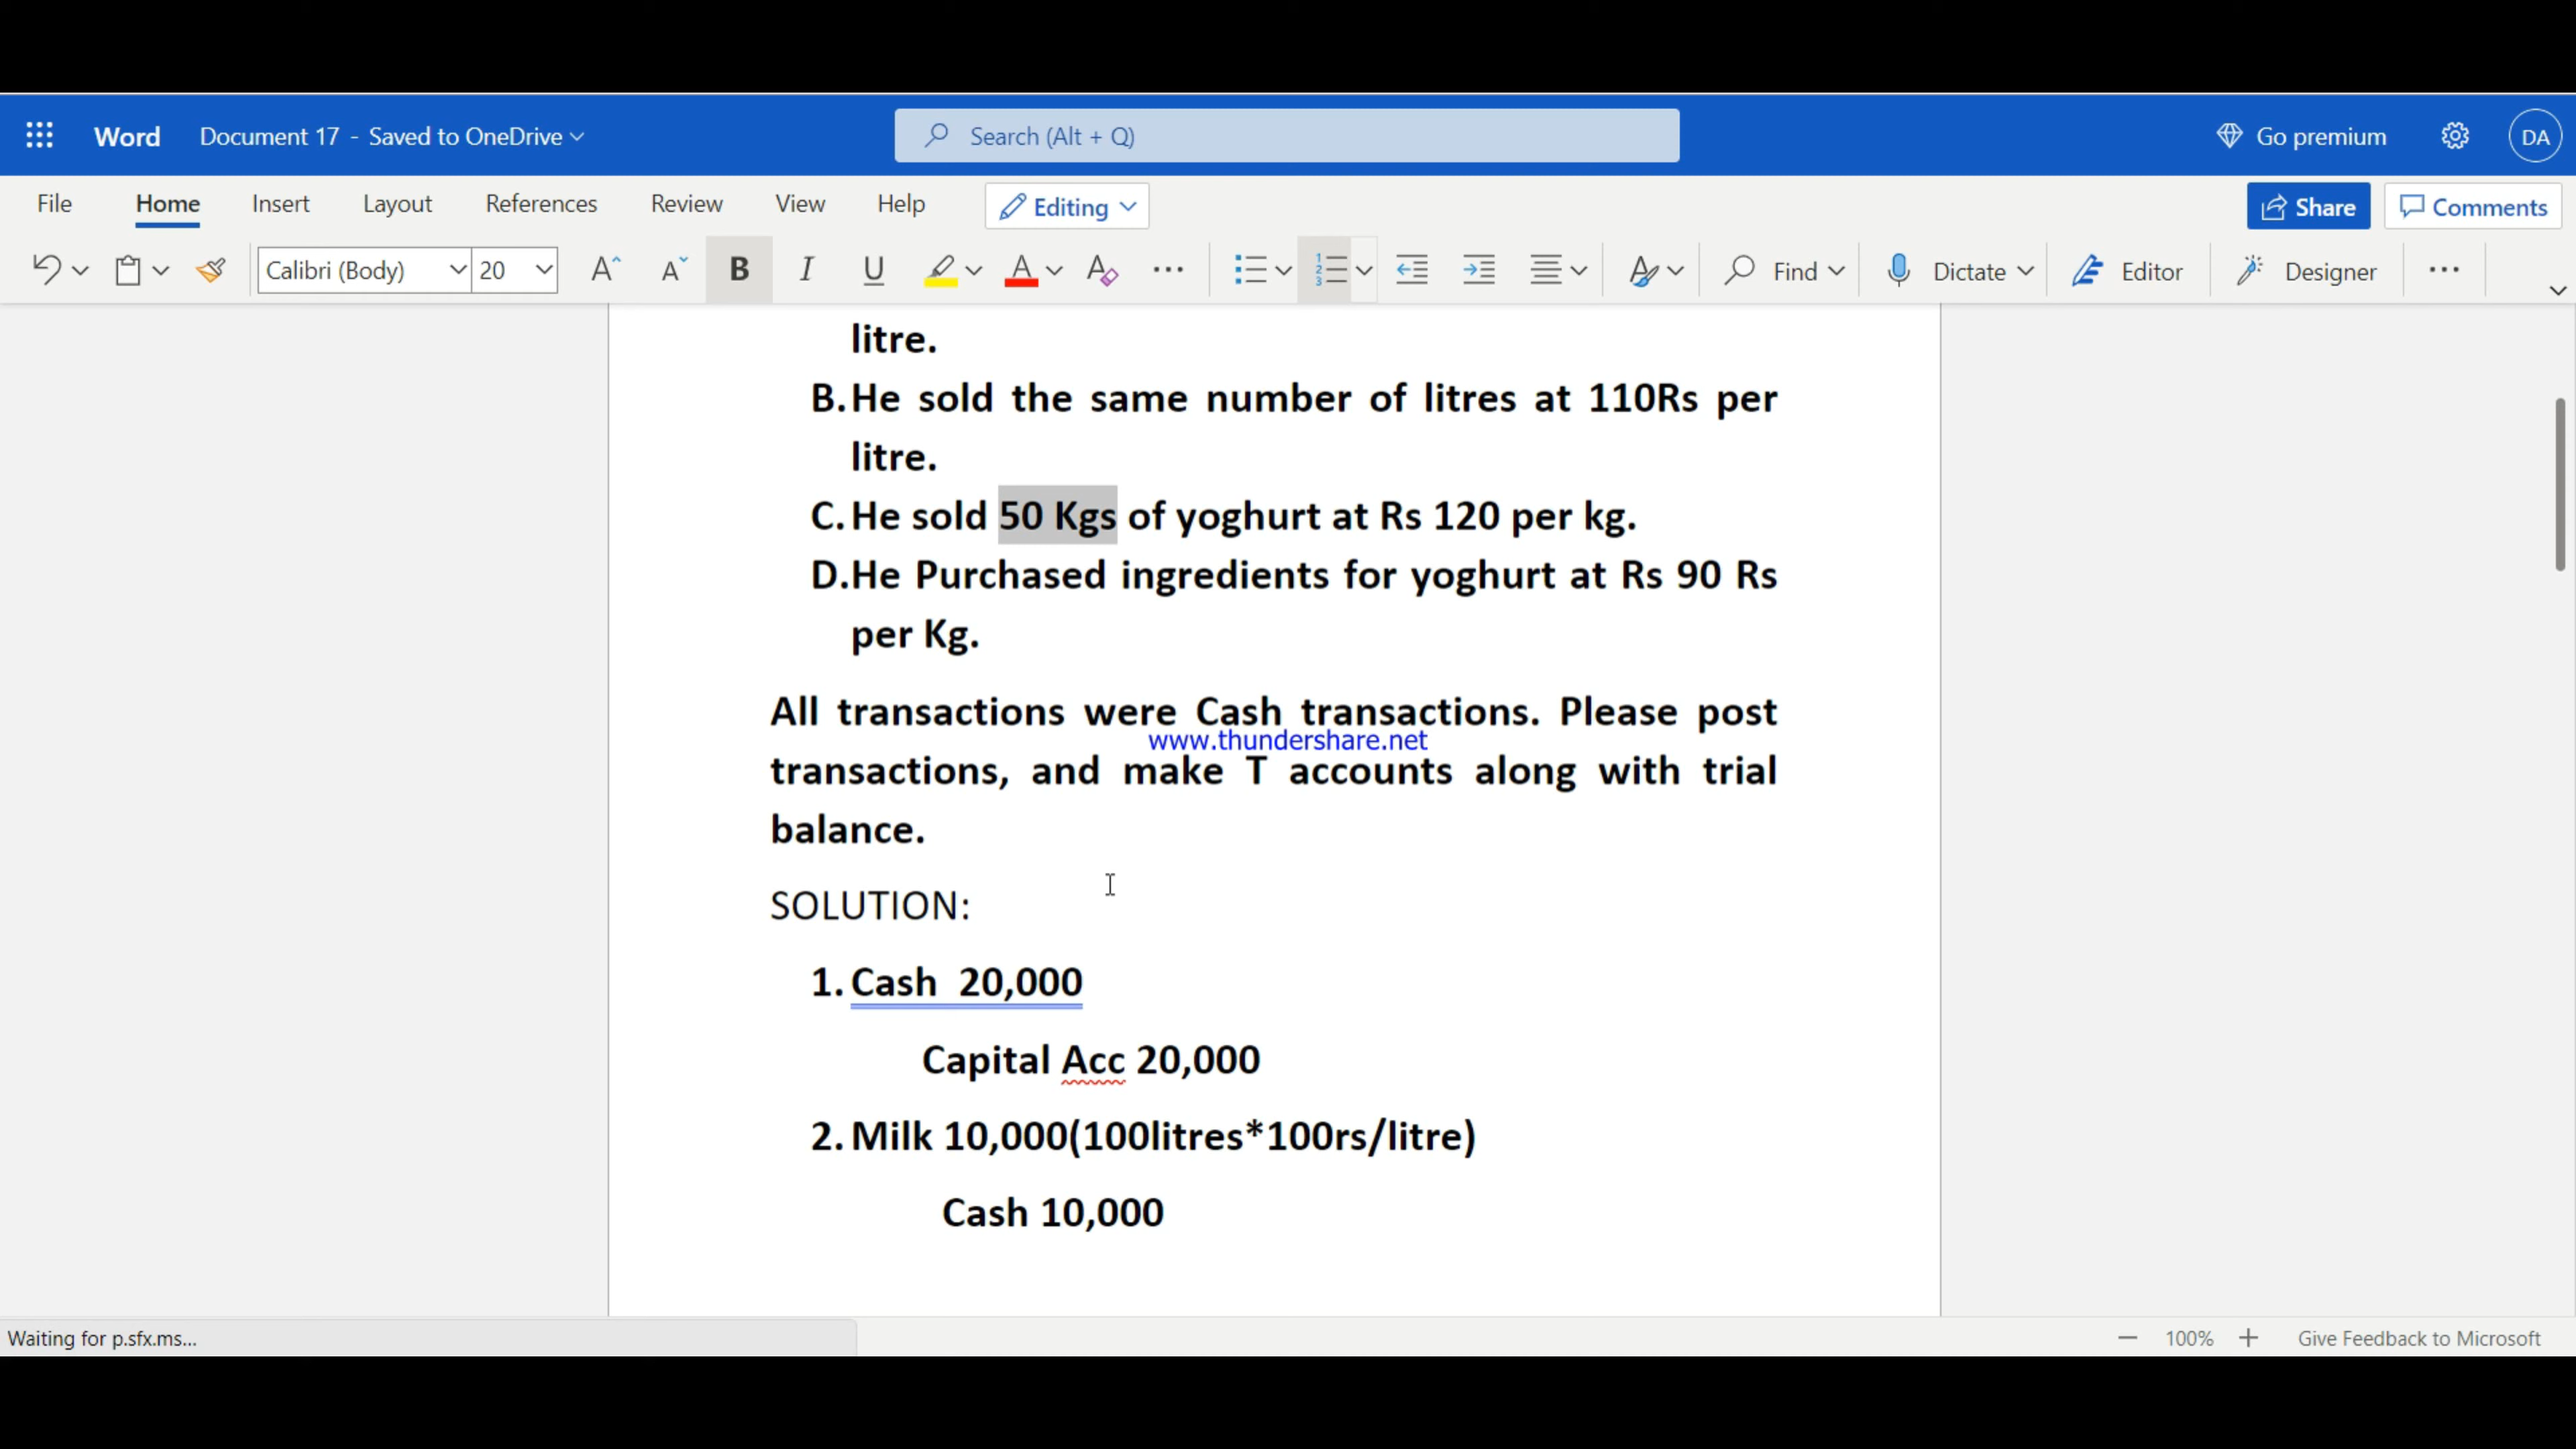 Word Document 17 - Saved to OneDrive Search (Alt + Q) Go premium DA
File Home Insert Layout References Review View Help Editing Share Comments
Calibri (Body) 20 A A B I U A A ... Find Dictate Editor Designer ...
litre.
B. He sold the same number of litres at 110Rs per
litre.
C. He sold 50 Kgs of yoghurt at Rs 120 per kg.
D. He Purchased ingredients for yoghurt at Rs 90 Rs
per Kg.
All transactions were Cash transactions. Please post
www.thundershare.net
transactions, and make T accounts along with trial
balance.
SOLUTION:
1. Cash 20,000
Capital Acc 20,000
2. Milk 10,000(100litres*100rs/litre)
Cash 10,000
Waiting for p.sfx.ms... 100% Give Feedback to Microsoft